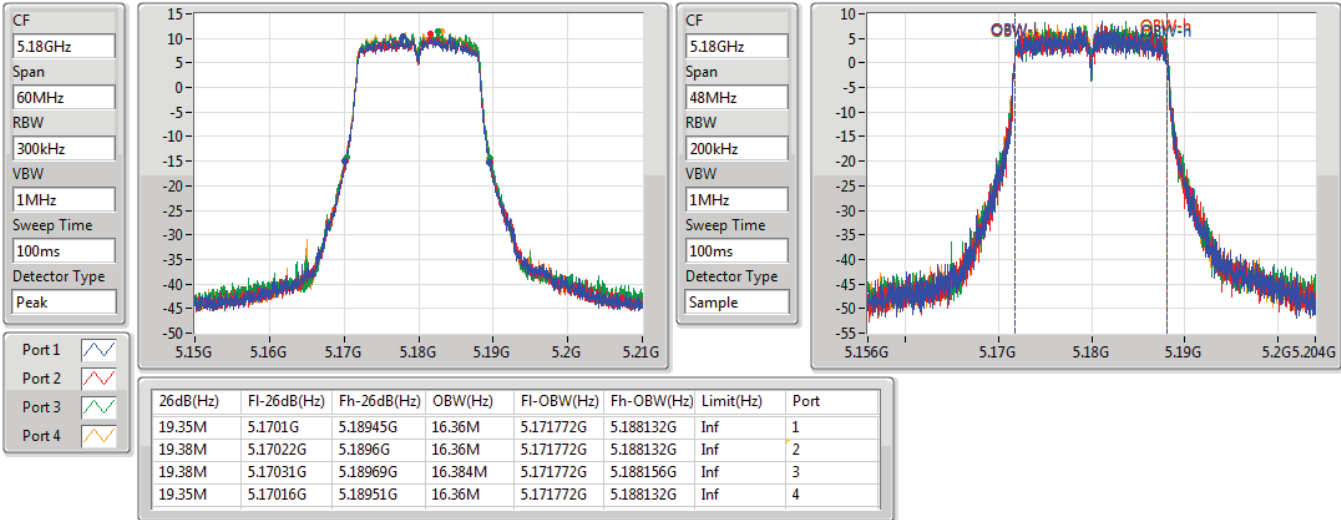 CF
5.18GHz
Span
60MHz
RBW
300kHz
VBW
1MHz
Sweep Time
100ms
Detector Type
Peak
15
10
5
0
-5
-10
-15
-20
-25
-30
-35
-40
-45
-50
5.15G 5.16G 5.17G 5.18G 5.19G 5.2G 5.21G
CF
5.18GHz
Span
48MHz
RBW
200kHz
VBW
1MHz
Sweep Time
100ms
Detector Type
Sample
10
5
0
-5
-10
-15
-20
-25
-30
-35
-40
-45
-50
-55
OBW-l OBW-h
5.156G 5.17G 5.18G 5.19G 5.2G 5.204G
Port 1
Port 2
Port 3
Port 4
26dB(Hz) Fl-26dB(Hz) Fh-26dB(Hz) OBW(Hz) Fl-OBW(Hz) Fh-OBW(Hz) Limit(Hz) Port
19.35M 5.1701G 5.18945G 16.36M 5.171772G 5.188132G Inf 1
19.38M 5.17022G 5.1896G 16.36M 5.171772G 5.188132G Inf 2
19.38M 5.17031G 5.18969G 16.384M 5.171772G 5.188156G Inf 3
19.35M 5.17016G 5.18951G 16.36M 5.171772G 5.188132G Inf 4